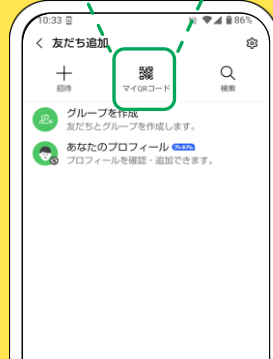 10:33 86%
友だち追加
招待 マイQRコード 検索
グループを作成
友だちとグループを作成します。
あなたのプロフィール
プロフィールを確認・追加できます。